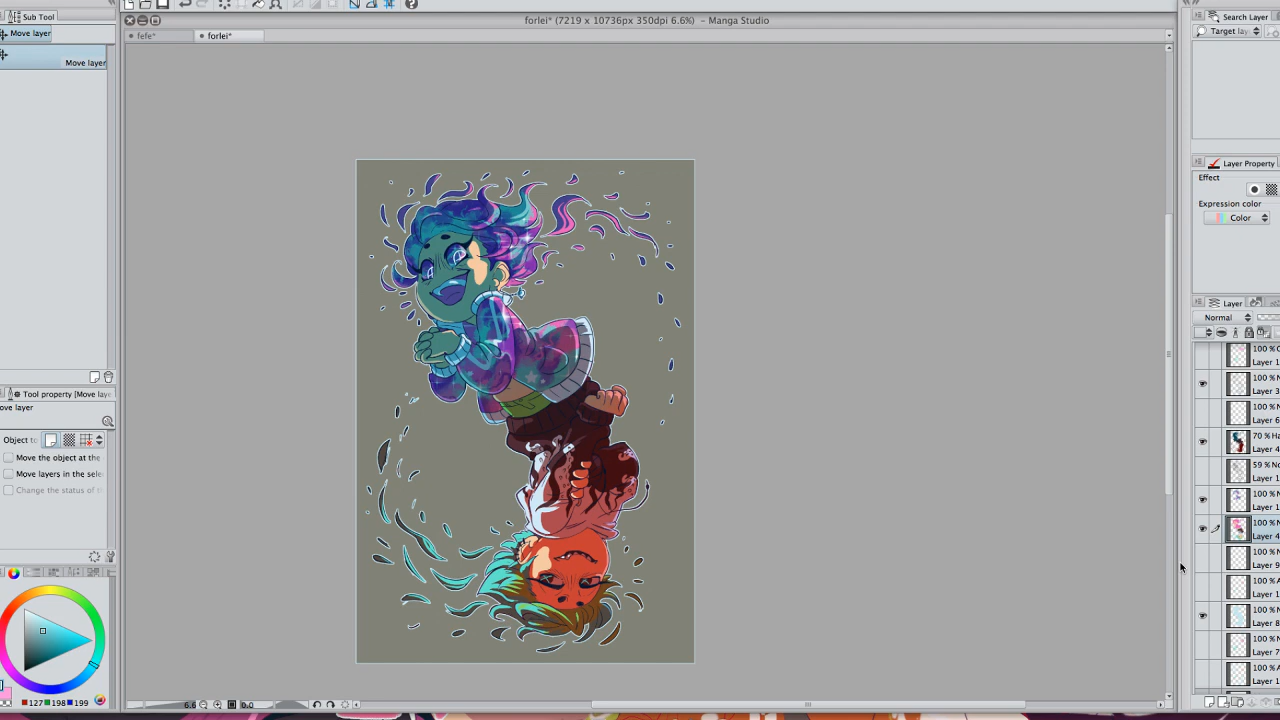 forlei* (7219 x 10736px 350dpi 6.6%) - Manga Studio
Sub Tool
Move layer
Move layer
fefe*
forlei*
Search Layer
Layer Property
Effect
Expression color
Color
Layer
Normal
100 %
Layer 1
100 %
Layer 3
100 %
Layer 6
70 %
Layer 4
59 %
Layer 1
100 %
Layer 1
100 %
Layer 4
100 %
Layer 9
100 %
Layer 1
100 %
Layer 8
100 %
Layer 7
100 %
Layer 1
Tool property [Move laye
ove layer
Object to
Move the object at the
Move layers in the sele
Change the status of t
127 198 199
6.6
0.0